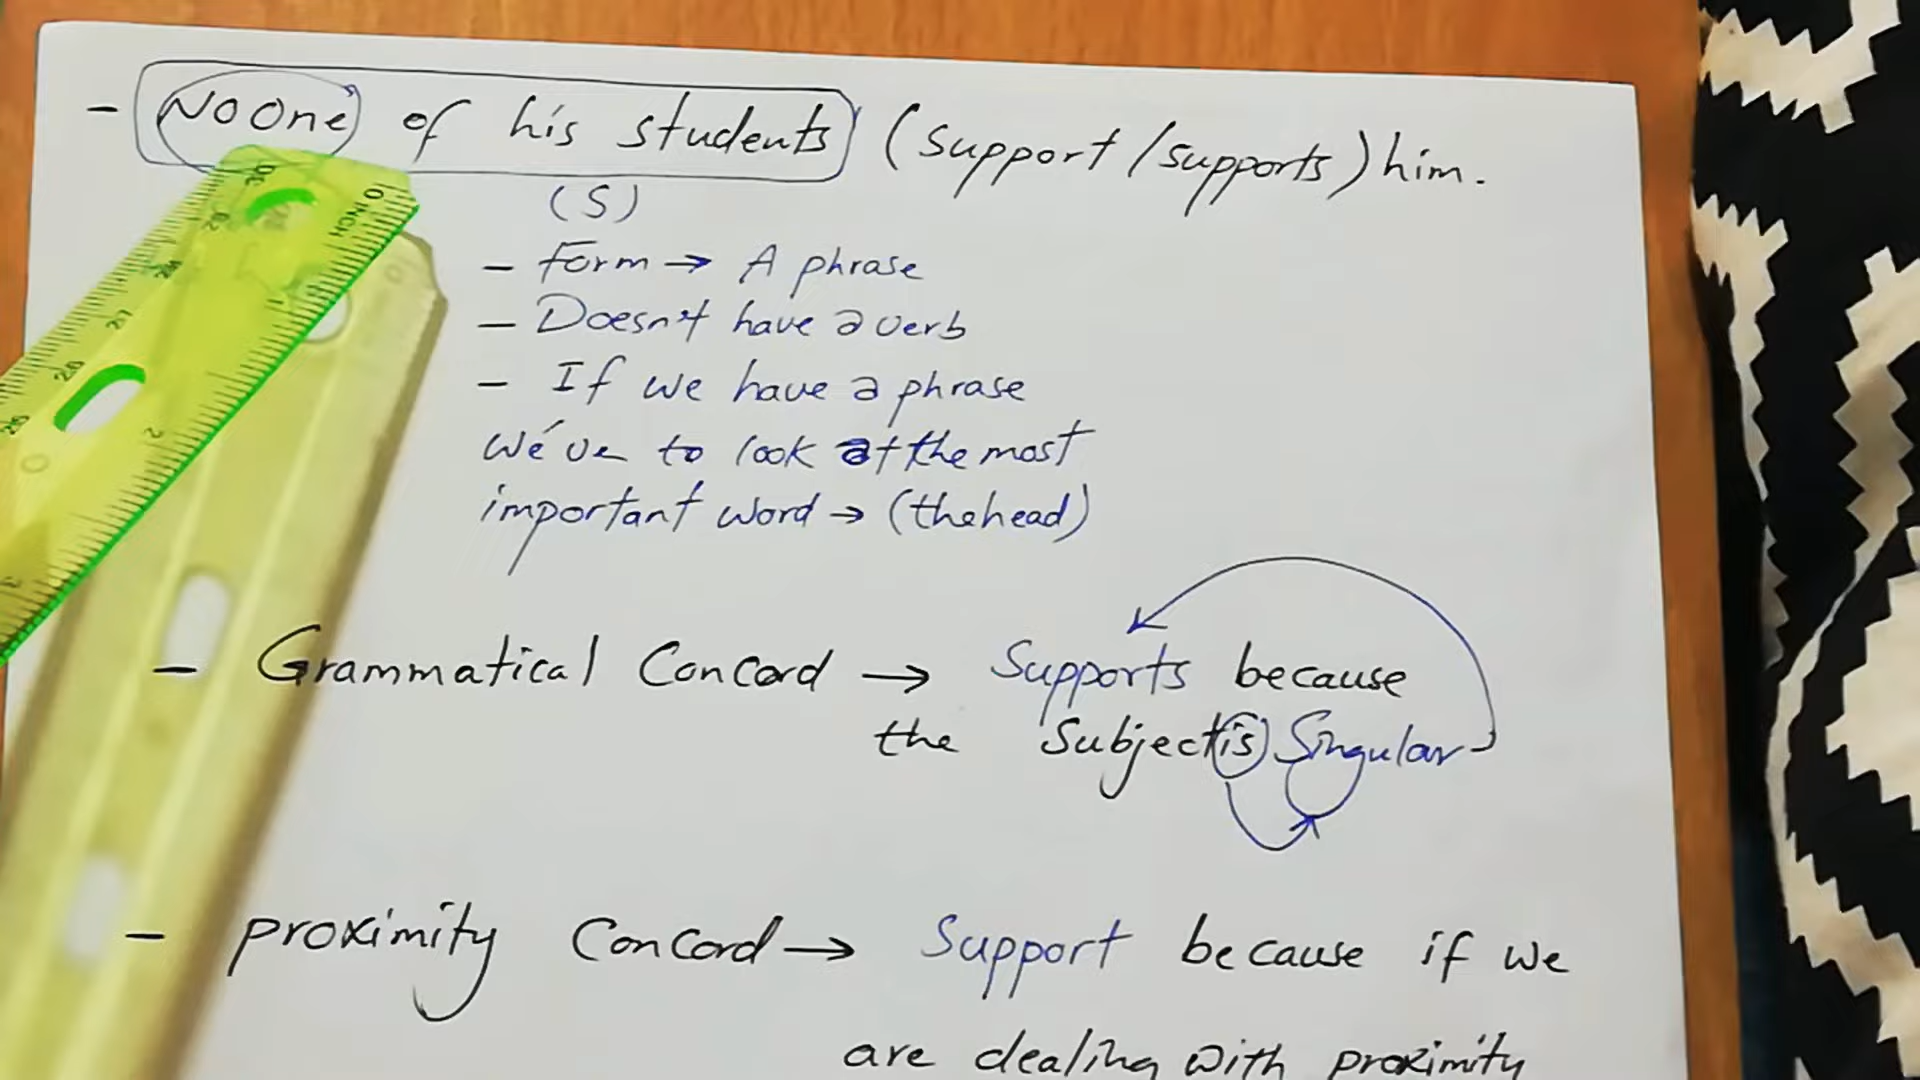 - No One of his students (support/supports) him.
(S)
- Form → A phrase
- Doesn't have a verb
- If we have a phrase
We've to look at the most
important word → (the head)
- Grammatical Concord → Supports because
the Subject is Singular
- proximity Concord → Support because if we
are dealing with proximity